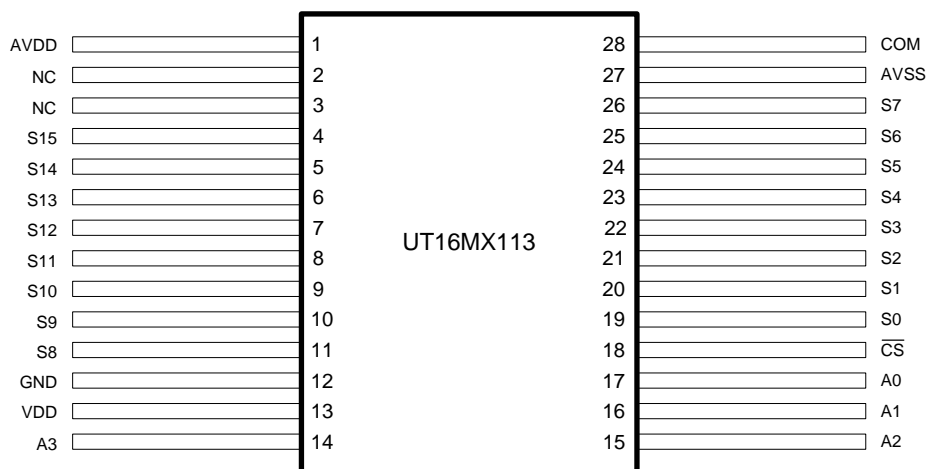 AVDD 1 28 COM
NC 2 27 AVSS
NC 3 26 S7
S15 4 25 S6
S14 5 24 S5
S13 6 23 S4
S12 7 22 S3
UT16MX113
S11 8 21 S2
S10 9 20 S1
S9 10 19 S0
S8 11 18 C̅S̅
GND 12 17 A0
VDD 13 16 A1
A3 14 15 A2